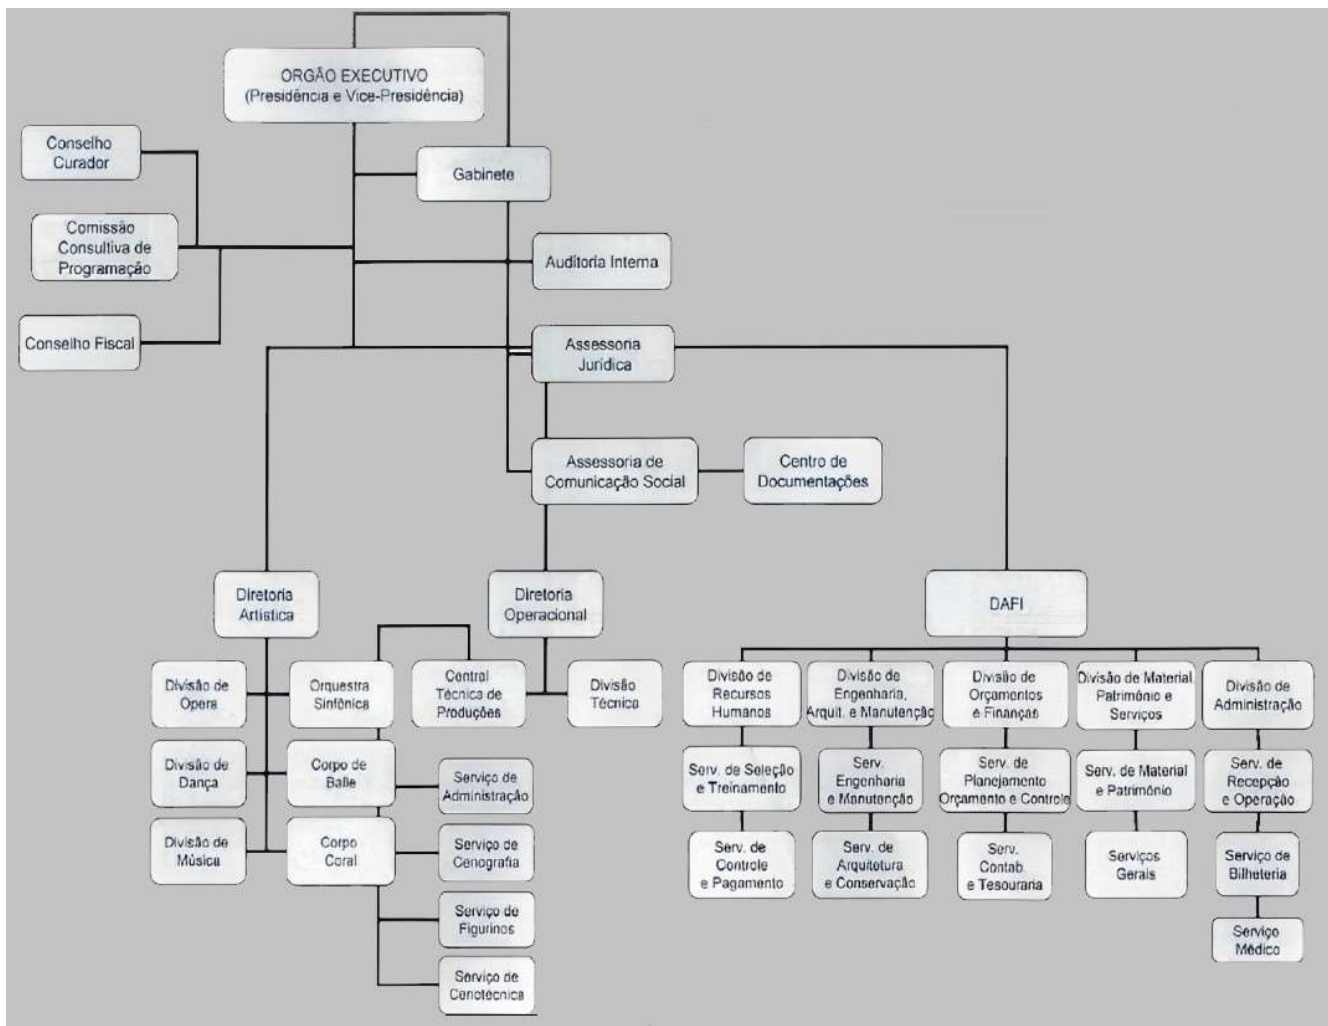 ORGÃO EXECUTIVO
(Presidência e Vice-Presidência)
Conselho
Curador
Gabinete
Comissão
Consultiva de
Programação
Auditoria Interna
Conselho Fiscal
Assessoria
Jurídica
Assessoria de
Comunicação Social
Centro de
Documentações
Diretoria
Artística
Diretoria
Operacional
DAFI
Divisão de
Ópera
Orquestra
Sinfônica
Central
Técnica de
Produções
Divisão
Técnica
Divisão de
Recursos
Humanos
Divisão de
Engenharia,
Arquit. e Manutenção
Divisão de
Orçamentos
e Finanças
Divisão de Material,
Patrimônio e
Serviços
Divisão de
Administração
Divisão de
Dança
Corpo de
Balle
Serviço de
Administração
Serv. de Seleção
e Treinamento
Serv.
Engenharia
e Manutenção
Serv. de
Planejamento
Orçamento e Controle
Serv. de Material
e Patrimônio
Serv. de
Recepção
e Operação
Divisão de
Música
Corpo
Coral
Serviço de
Cenografia
Serv. de
Controle
e Pagamento
Serv. de
Arquitetura
e Conservação
Serv.
Contab.
e Tesouraria
Serviços
Gerais
Serviço de
Bilheteria
Serviço de
Figurinos
Serviço
Médico
Serviço de
Cenotécnica